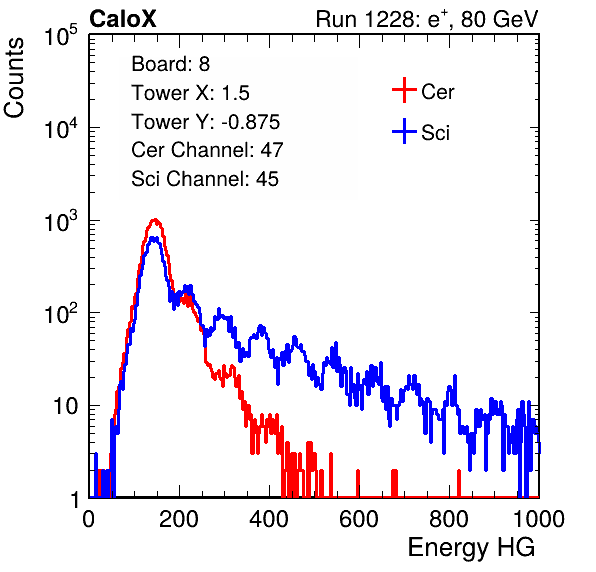 CaloX Run 1228: e⁺, 80 GeV
Counts
Board: 8
Tower X: 1.5
Tower Y: -0.875
Cer Channel: 47
Sci Channel: 45
Cer
Sci
10⁵
10⁴
10³
10²
10
1
0 200 400 600 800 1000
Energy HG